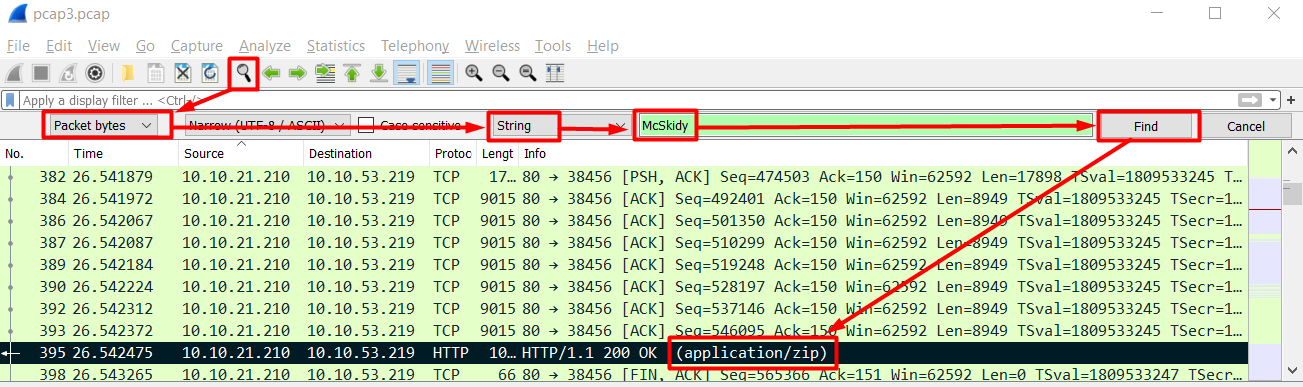 pcap3.pcap
File Edit View Go Capture Analyze Statistics Telephony Wireless Tools Help
Apply a display filter ... <Ctrl-/>
Packet bytes Narrow (UTF-8 / ASCII) Case sensitive String McSkidy Find Cancel
No. Time Source Destination Protoc Lengt Info
382 26.541879 10.10.21.210 10.10.53.219 TCP 17… 80 → 38456 [PSH, ACK] Seq=474503 Ack=150 Win=62592 Len=17898 TSval=1809533245 T…
384 26.541972 10.10.21.210 10.10.53.219 TCP 9015 80 → 38456 [ACK] Seq=492401 Ack=150 Win=62592 Len=8949 TSval=1809533245 TSecr=1…
386 26.542067 10.10.21.210 10.10.53.219 TCP 9015 80 → 38456 [ACK] Seq=501350 Ack=150 Win=62592 Len=8949 TSval=1809533245 TSecr=1…
387 26.542087 10.10.21.210 10.10.53.219 TCP 9015 80 → 38456 [ACK] Seq=510299 Ack=150 Win=62592 Len=8949 TSval=1809533245 TSecr=1…
389 26.542184 10.10.21.210 10.10.53.219 TCP 9015 80 → 38456 [ACK] Seq=519248 Ack=150 Win=62592 Len=8949 TSval=1809533245 TSecr=1…
390 26.542224 10.10.21.210 10.10.53.219 TCP 9015 80 → 38456 [ACK] Seq=528197 Ack=150 Win=62592 Len=8949 TSval=1809533245 TSecr=1…
392 26.542312 10.10.21.210 10.10.53.219 TCP 9015 80 → 38456 [ACK] Seq=537146 Ack=150 Win=62592 Len=8949 TSval=1809533245 TSecr=1…
393 26.542372 10.10.21.210 10.10.53.219 TCP 9015 80 → 38456 [ACK] Seq=546095 Ack=150 Win=62592 Len=8949 TSval=1809533245 TSecr=1…
395 26.542475 10.10.21.210 10.10.53.219 HTTP 10… HTTP/1.1 200 OK (application/zip)
398 26.543265 10.10.21.210 10.10.53.219 TCP 66 80 → 38456 [FIN, ACK] Seq=565366 Ack=151 Win=62592 Len=0 TSval=1809533247 TSecr=1…